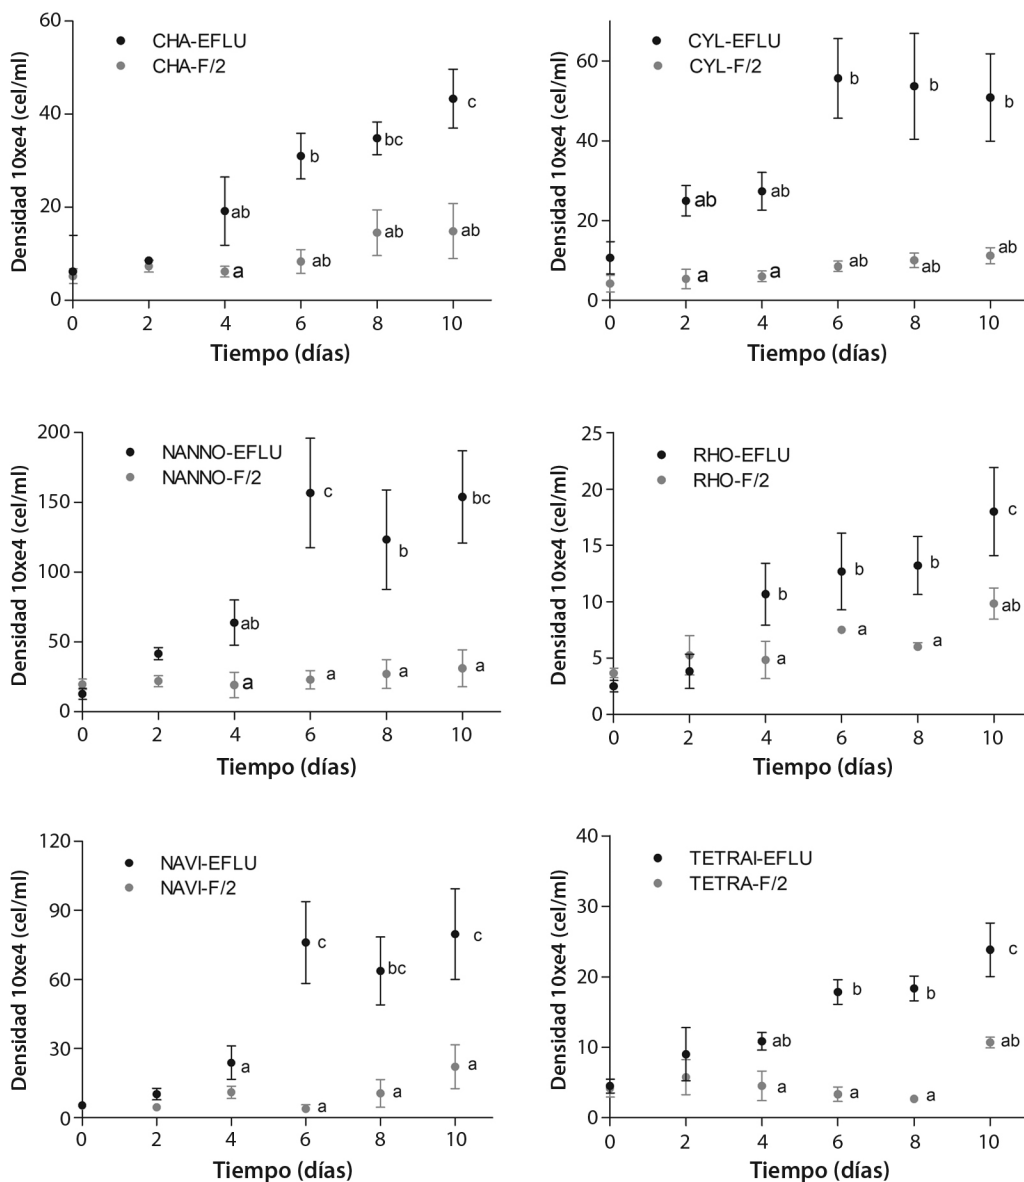 CHA-EFLU
CHA-F/2
Densidad 10xe4 (cel/ml)
60
40
20
0
c
bc
b
ab
ab
ab
ab
a
0 2 4 6 8 10
Tiempo (días)
CYL-EFLU
CYL-F/2
Densidad 10xe4 (cel/ml)
60
40
20
0
b
b
b
ab
ab
a
a
ab
ab
ab
0 2 4 6 8 10
Tiempo (días)
NANNO-EFLU
NANNO-F/2
Densidad 10xe4 (cel/ml)
200
150
100
50
0
c
bc
b
ab
a
a
a
a
0 2 4 6 8 10
Tiempo (días)
RHO-EFLU
RHO-F/2
Densidad 10xe4 (cel/ml)
25
20
15
10
5
0
c
b
b
b
ab
a
a
a
0 2 4 6 8 10
Tiempo (días)
NAVI-EFLU
NAVI-F/2
Densidad 10xe4 (cel/ml)
120
90
60
30
0
c
c
bc
a
a
a
a
0 2 4 6 8 10
Tiempo (días)
TETRAI-EFLU
TETRA-F/2
Densidad 10xe4 (cel/ml)
40
30
20
10
0
c
b
b
ab
ab
a
a
a
0 2 4 6 8 10
Tiempo (días)